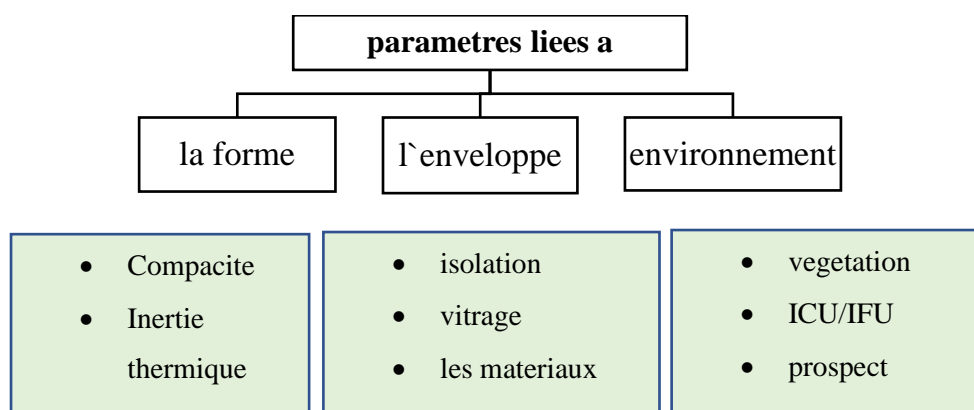 parametres liees a
la forme
l`enveloppe
environnement
• Compacite
• Inertie
thermique
• isolation
• vitrage
• les materiaux
• vegetation
• ICU/IFU
• prospect